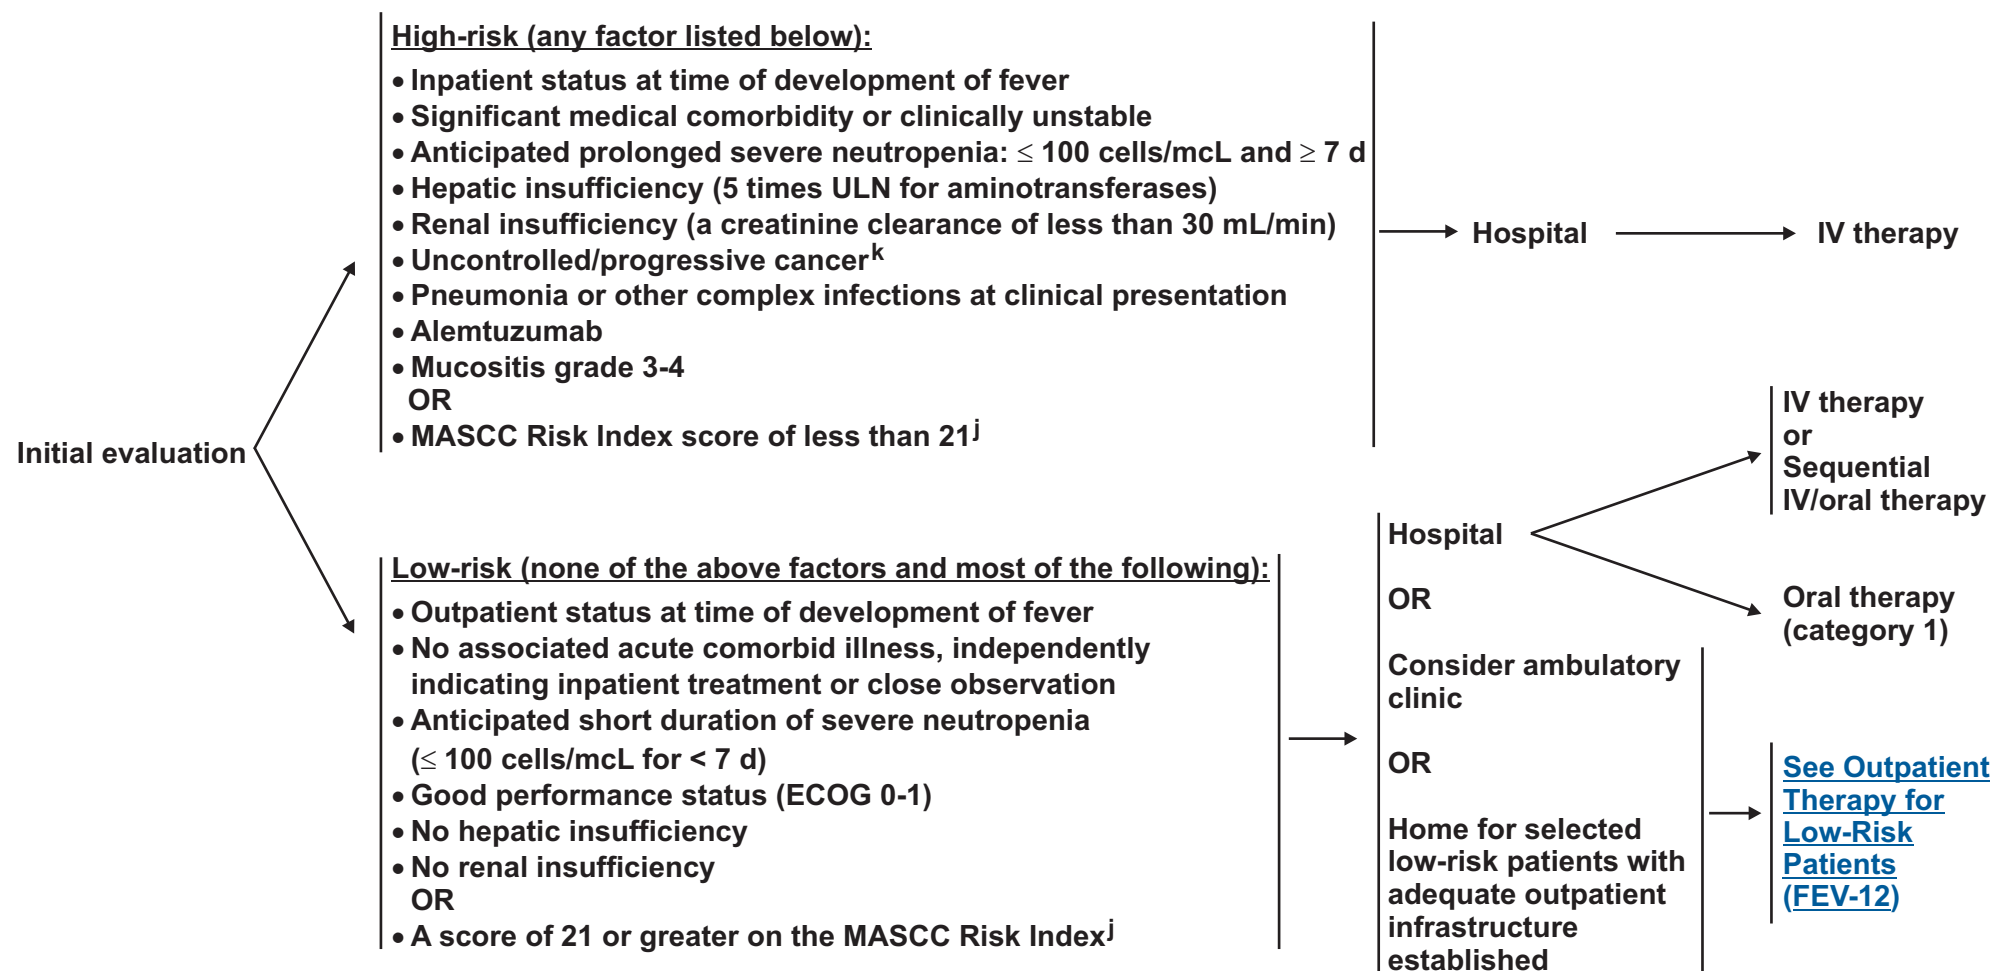 Initial evaluation
High-risk (any factor listed below):
• Inpatient status at time of development of fever
• Significant medical comorbidity or clinically unstable
• Anticipated prolonged severe neutropenia: ≤ 100 cells/mcL and ≥ 7 d
• Hepatic insufficiency (5 times ULN for aminotransferases)
• Renal insufficiency (a creatinine clearance of less than 30 mL/min)
• Uncontrolled/progressive cancer k
• Pneumonia or other complex infections at clinical presentation
• Alemtuzumab
• Mucositis grade 3-4
OR
• MASCC Risk Index score of less than 21 j
Hospital
IV therapy
Low-risk (none of the above factors and most of the following):
• Outpatient status at time of development of fever
• No associated acute comorbid illness, independently
indicating inpatient treatment or close observation
• Anticipated short duration of severe neutropenia
(≤ 100 cells/mcL for < 7 d)
• Good performance status (ECOG 0-1)
• No hepatic insufficiency
• No renal insufficiency
OR
• A score of 21 or greater on the MASCC Risk Index j
Hospital
OR
Consider ambulatory
clinic
OR
Home for selected
low-risk patients with
adequate outpatient
infrastructure
established
IV therapy
or
Sequential
IV/oral therapy
Oral therapy
(category 1)
See Outpatient
Therapy for
Low-Risk
Patients
(FEV-12)